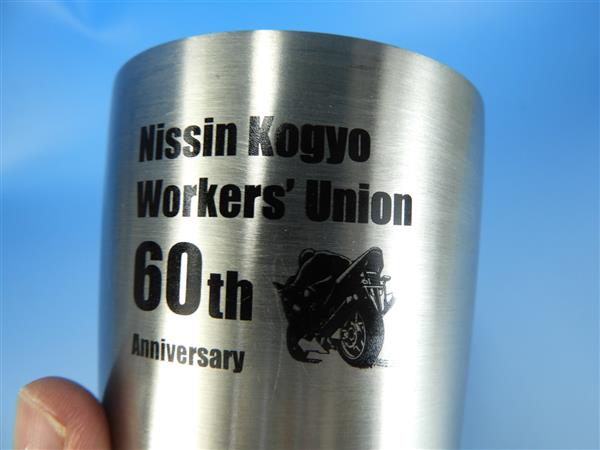 Nissin Kogyo
Workers' Union
60th
Anniversary